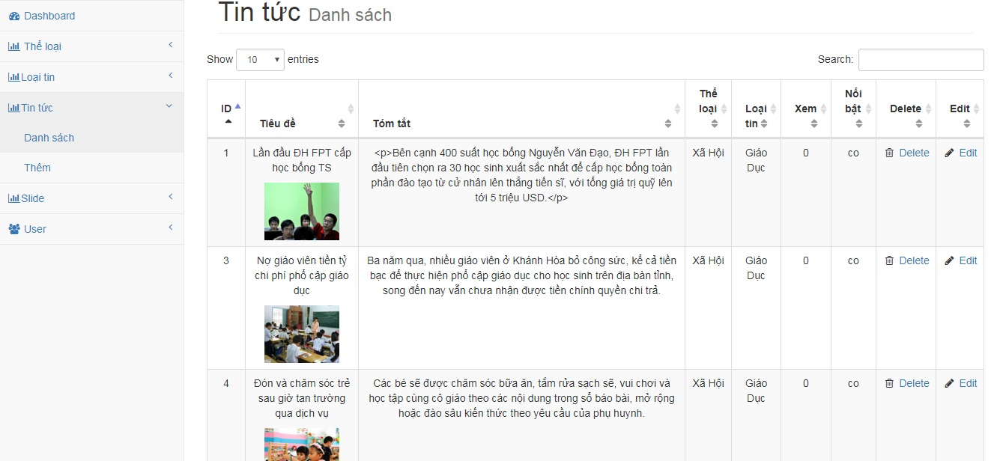 Dashboard
Thể loại
Loại tin
Tin tức
Danh sách
Thêm
Slide
User
Tin tức Danh sách
Show 10 entries
Search:
ID
Tiêu đề
Tóm tắt
Thể
loại
Loại
tin
Xem
Nổi
bật
Delete
Edit
1
Lần đầu ĐH FPT cấp
học bổng TS
<p>Bên cạnh 400 suất học bổng Nguyễn Văn Đạo, ĐH FPT lần
đầu tiên chọn ra 30 học sinh xuất sắc nhất để cấp học bổng toàn
phần đào tạo từ cử nhân lên thẳng tiến sĩ, với tổng giá trị quỹ lên
tới 5 triệu USD.</p>
Xã Hội
Giáo
Dục
0
co
Delete
Edit
3
Nợ giáo viên tiền tỷ
chi phí phổ cập giáo
dục
Ba năm qua, nhiều giáo viên ở Khánh Hòa bỏ công sức, kể cả tiền
bạc để thực hiện phổ cập giáo dục cho học sinh trên địa bàn tỉnh,
song đến nay vẫn chưa nhận được tiền chính quyền chi trả.
Xã Hội
Giáo
Dục
0
co
Delete
Edit
4
Đón và chăm sóc trẻ
sau giờ tan trường
qua dịch vụ
Các bé sẽ được chăm sóc bữa ăn, tắm rửa sạch sẽ, vui chơi và
học tập cùng cô giáo theo các nội dung trong sổ báo bài, mở rộng
hoặc đào sâu kiến thức theo yêu cầu của phụ huynh.
Xã Hội
Giáo
Dục
0
co
Delete
Edit